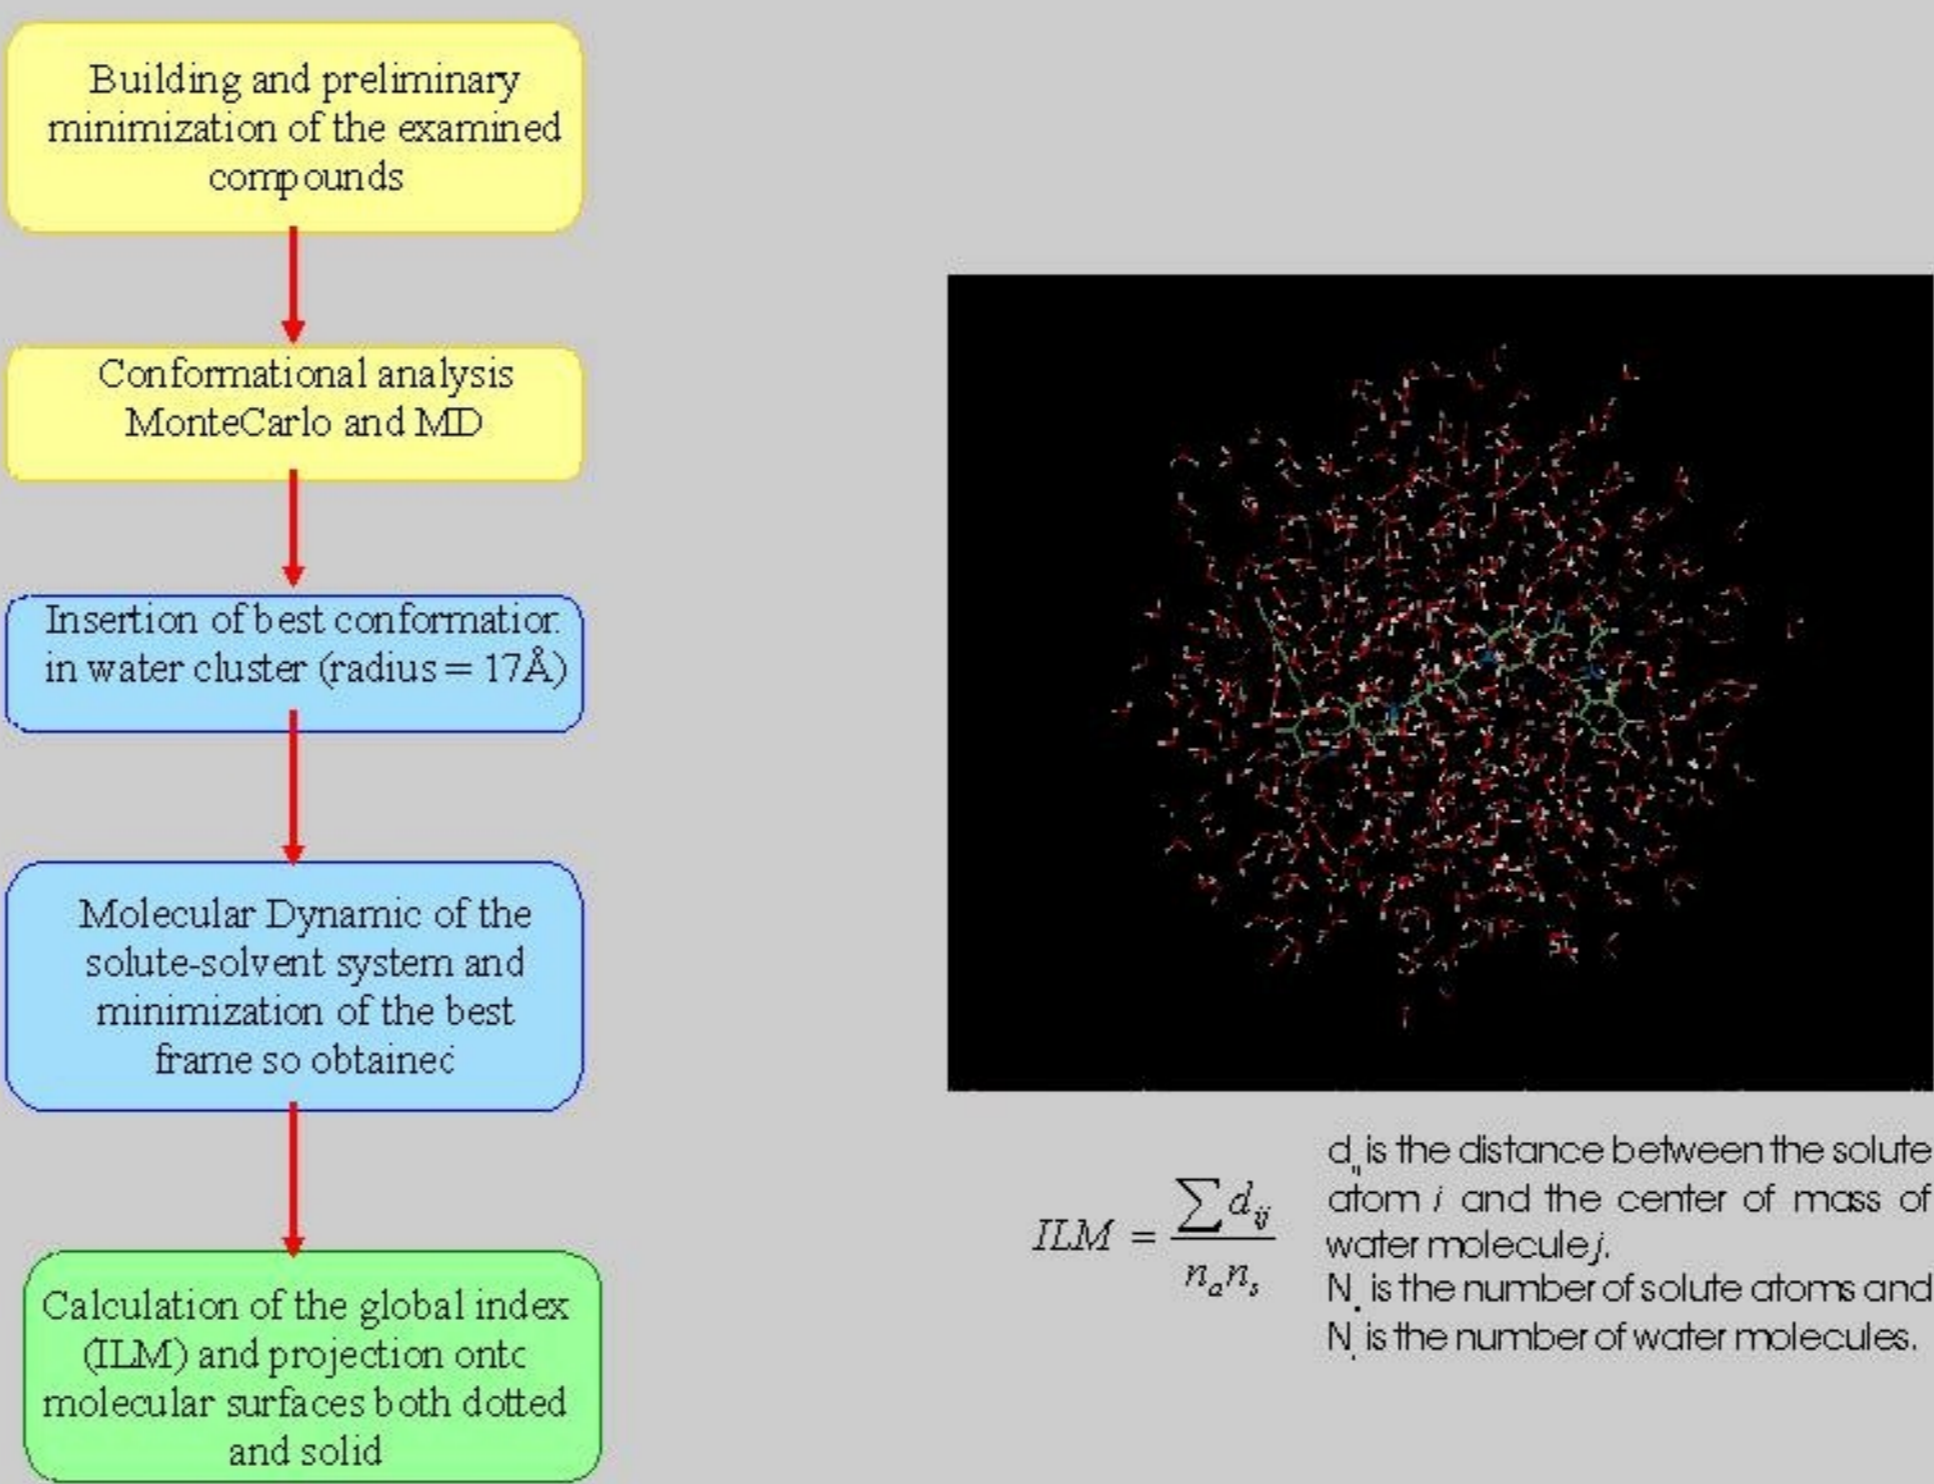 Building and preliminary
minimization of the examined
compounds
Conformational analysis
MonteCarlo and MD
Insertion of best conformation
in water cluster (radius = 17Å)
Molecular Dynamic of the
solute-solvent system and
minimization of the best
frame so obtained
Calculation of the global index
(ILM) and projection onto
molecular surfaces both dotted
and solid
ILM = ∑ d_ij / n_a n_s
d_ij is the distance between the solute
atom i and the center of mass of
water molecule j.
N is the number of solute atoms and
N is the number of water molecules.